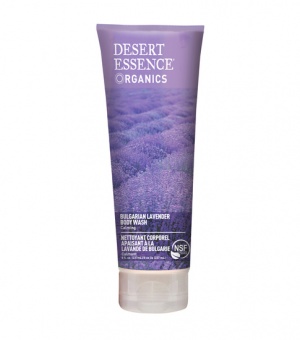 DESERT
ESSENCE®
ORGANICS
BULGARIAN LAVENDER
BODY WASH
Calming
NETTOYANT CORPOREL
APAISANT À LA
LAVANDE DE BULGARIE
NSF